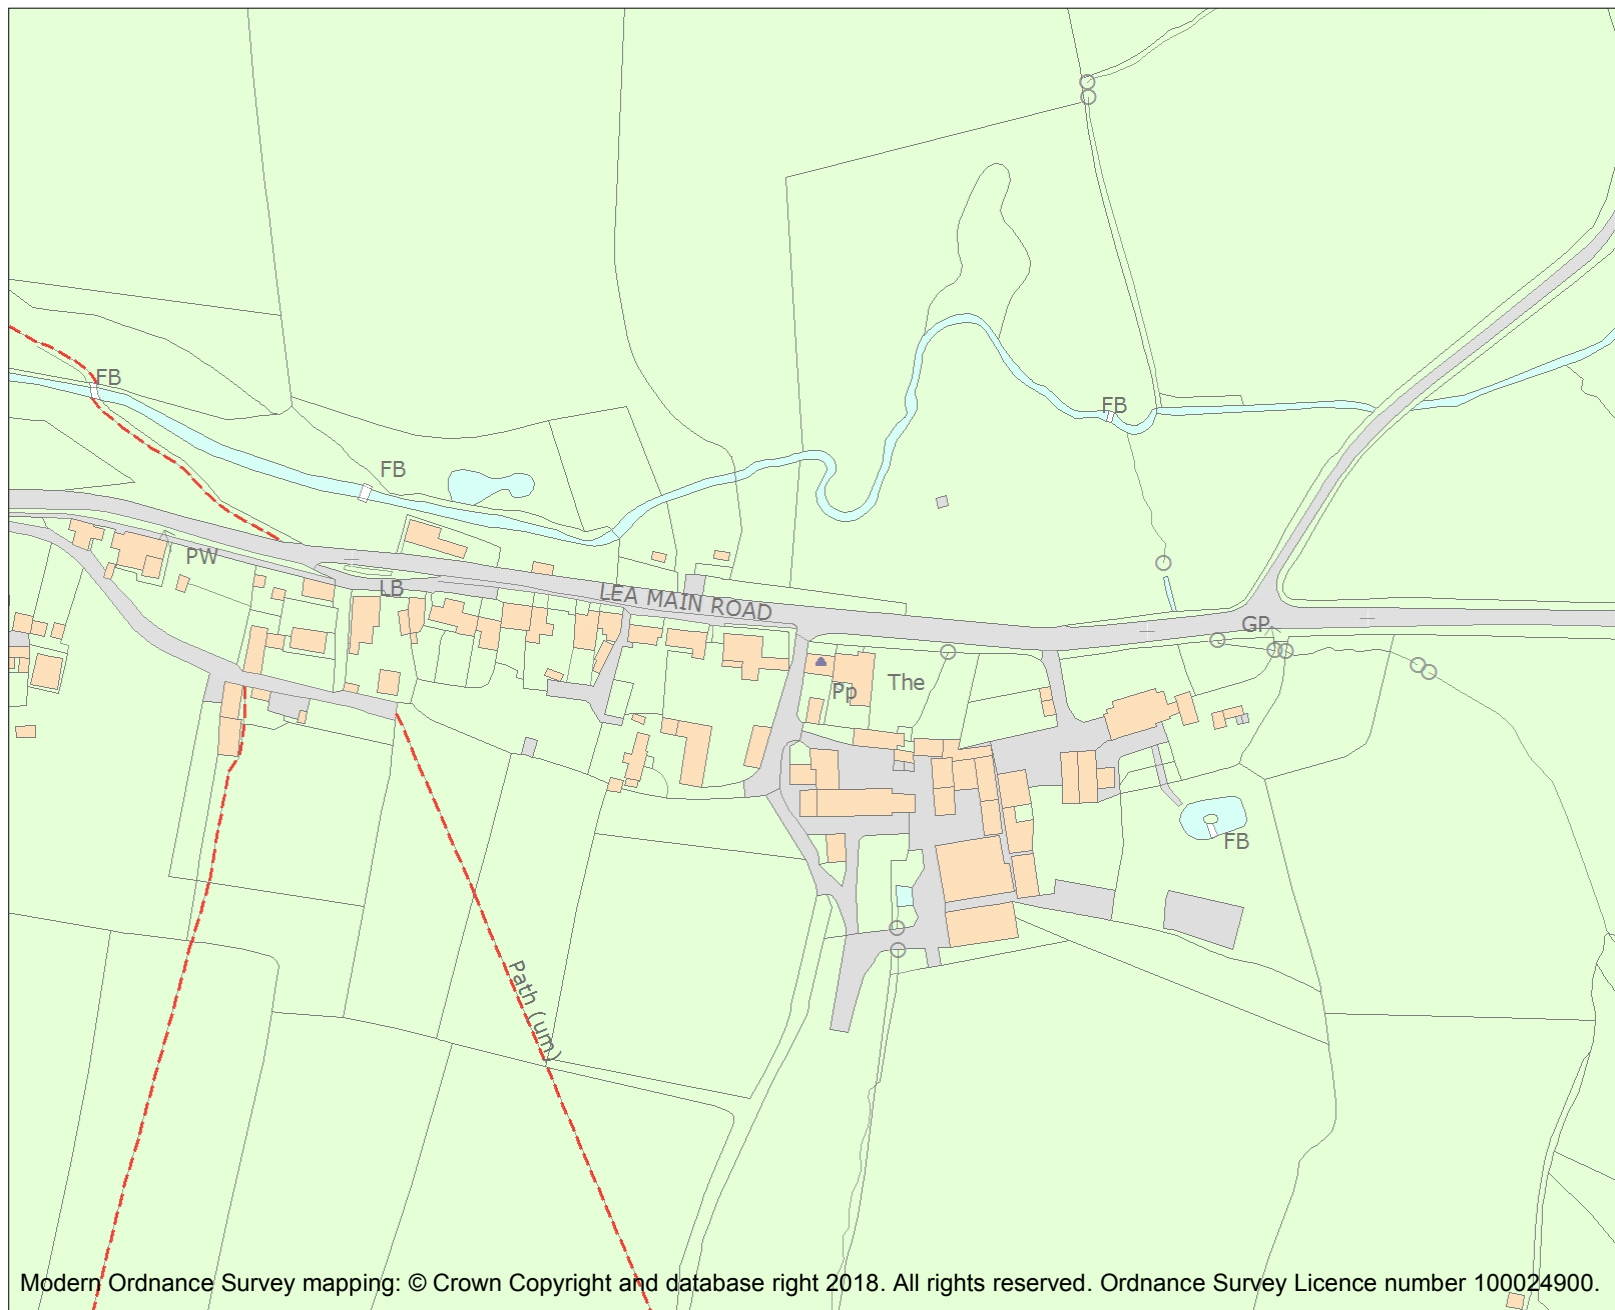 FB
FB
FB
PW
LB
LEA MAIN ROAD
GP
The
Pp
FB
Path (um)
Modern Ordnance Survey mapping: © Crown Copyright and database right 2018. All rights reserved. Ordnance Survey Licence number 100024900.